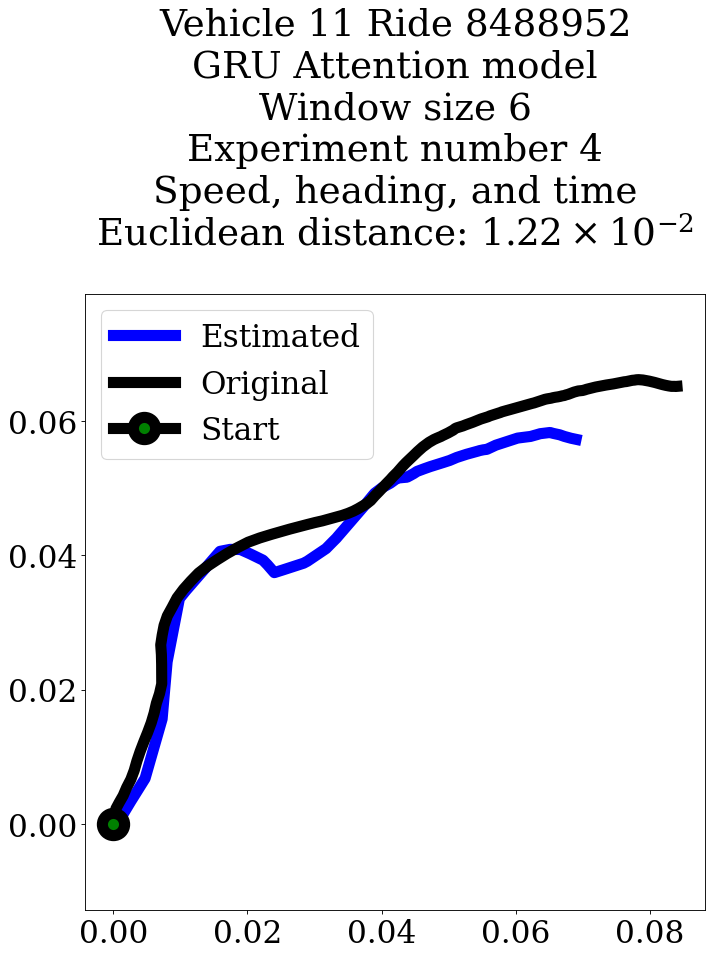 Vehicle 11 Ride 8488952
GRU Attention model
Window size 6
Experiment number 4
Speed, heading, and time
Euclidean distance: 1.22 × 10⁻²
Estimated
Original
Start
0.06
0.04
0.02
0.00
0.00 0.02 0.04 0.06 0.08